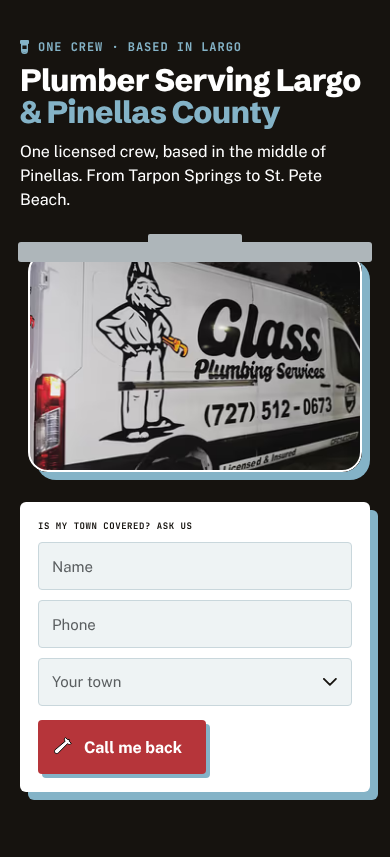 ONE CREW · BASED IN LARGO
Plumber Serving Largo
& Pinellas County
One licensed crew, based in the middle of
Pinellas. From Tarpon Springs to St. Pete
Beach.
Glass
Plumbing Services
(727) 512-0673
Licensed & Insured
IS MY TOWN COVERED? ASK US
Name
Phone
Your town
Call me back